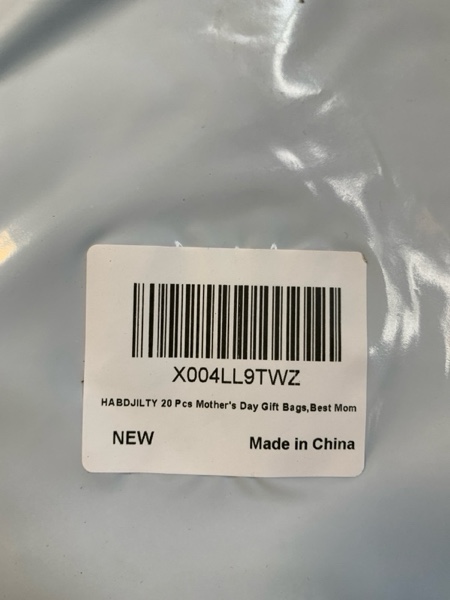 X004LL9TWZ
HABDJILTY 20 Pcs Mother's Day Gift Bags,Best Mom
NEW
Made in China